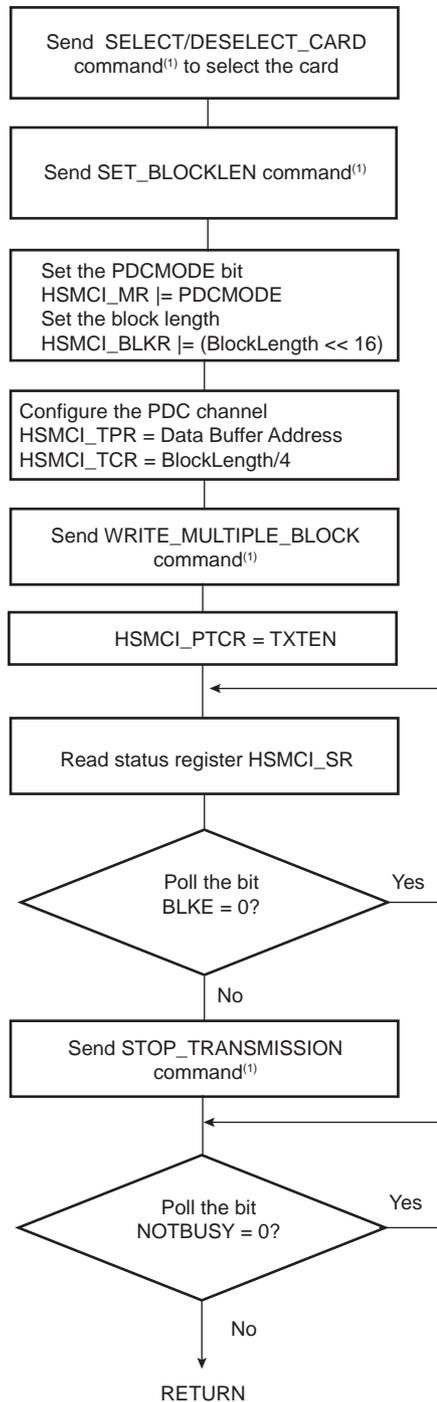 Send SELECT/DESELECT_CARD
command(1) to select the card
Send SET_BLOCKLEN command(1)
Set the PDCMODE bit
HSMCI_MR |= PDCMODE
Set the block length
HSMCI_BLKR |= (BlockLength << 16)
Configure the PDC channel
HSMCI_TPR = Data Buffer Address
HSMCI_TCR = BlockLength/4
Send WRITE_MULTIPLE_BLOCK
command(1)
HSMCI_PTCR = TXTEN
Read status register HSMCI_SR
Poll the bit
BLKE = 0?
Yes
No
Send STOP_TRANSMISSION
command(1)
Poll the bit
NOTBUSY = 0?
Yes
No
RETURN